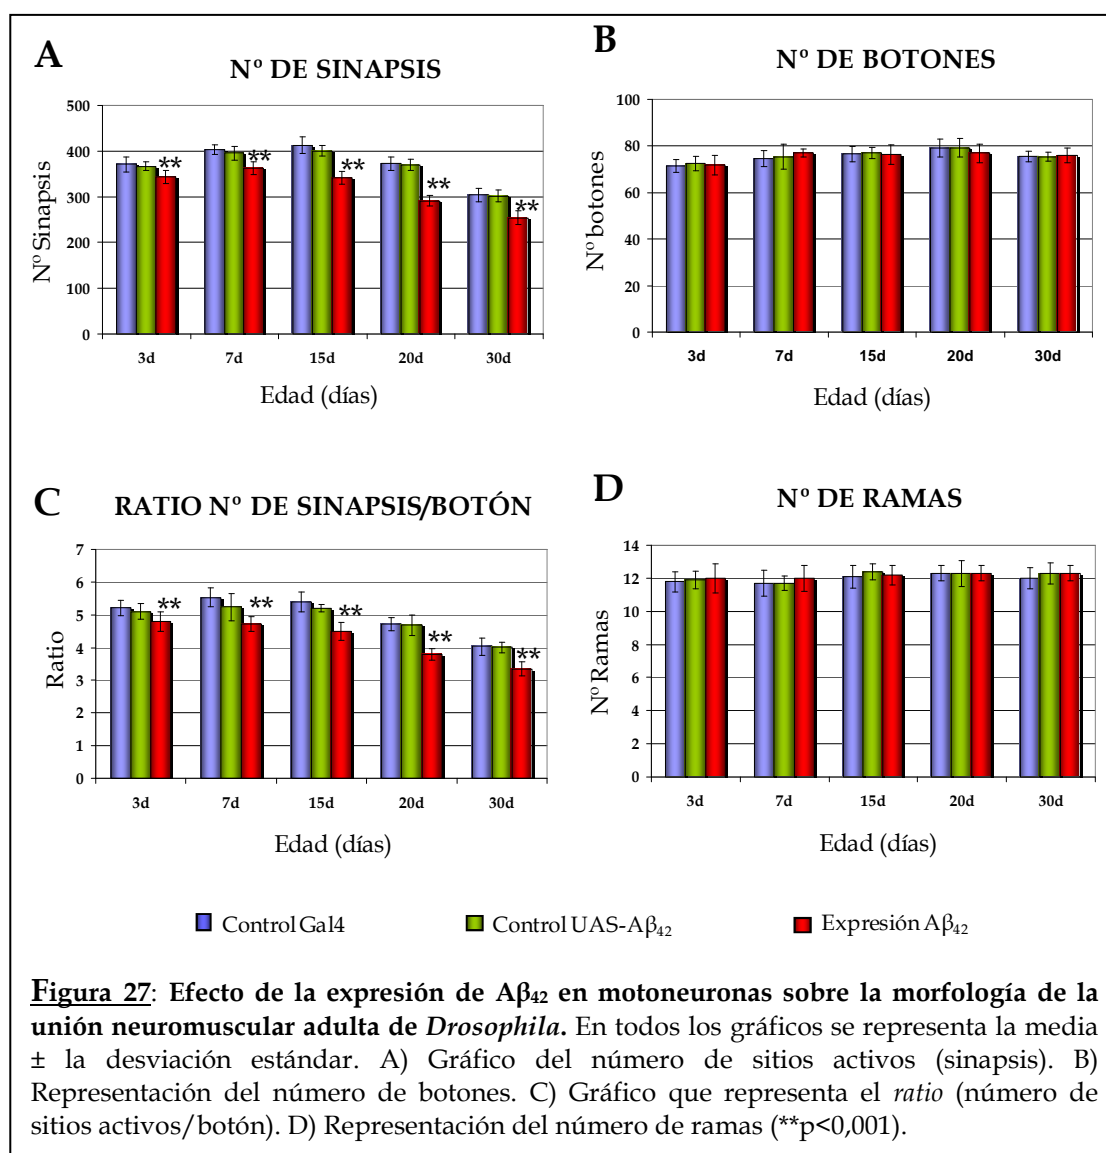 A
Nº DE SINAPSIS
500
400
300
200
100
0
Nº Sinapsis
** ** ** ** **
3d 7d 15d 20d 30d
Edad (días)
B
Nº DE BOTONES
100
80
60
40
20
0
Nº botones
3d 7d 15d 20d 30d
Edad (días)
C
RATIO Nº DE SINAPSIS/BOTÓN
7
6
5
4
3
2
1
0
Ratio
** ** ** ** **
3d 7d 15d 20d 30d
Edad (días)
D
Nº DE RAMAS
14
12
10
8
6
4
2
0
Nº Ramas
3d 7d 15d 20d 30d
Edad (días)
Control Gal4 Control UAS-Aβ₄₂ Expresión Aβ₄₂
Figura 27: Efecto de la expresión de Aβ₄₂ en motoneuronas sobre la morfología de la
unión neuromuscular adulta de Drosophila. En todos los gráficos se representa la media
± la desviación estándar. A) Gráfico del número de sitios activos (sinapsis). B)
Representación del número de botones. C) Gráfico que representa el ratio (número de
sitios activos/botón). D) Representación del número de ramas (**p<0,001).